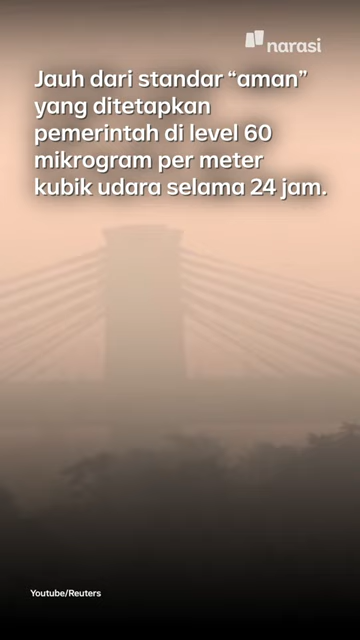 narasi
Jauh dari standar “aman”
yang ditetapkan
pemerintah di level 60
mikrogram per meter
kubik udara selama 24 jam.
Youtube/Reuters